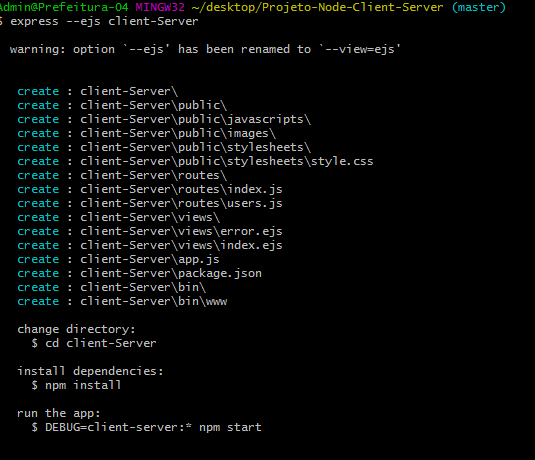 Admin@Prefeitura-04 MINGW32 ~/desktop/Projeto-Node-Client-Server (master)
$ express --ejs client-Server
warning: option `--ejs' has been renamed to `--view=ejs'
create : client-Server\
create : client-Server\public\
create : client-Server\public\javascripts\
create : client-Server\public\images\
create : client-Server\public\stylesheets\
create : client-Server\public\stylesheets\style.css
create : client-Server\routes\
create : client-Server\routes\index.js
create : client-Server\routes\users.js
create : client-Server\views\
create : client-Server\views\error.ejs
create : client-Server\views\index.ejs
create : client-Server\app.js
create : client-Server\package.json
create : client-Server\bin\
create : client-Server\bin\www
change directory:
$ cd client-Server
install dependencies:
$ npm install
run the app:
$ DEBUG=client-server:* npm start